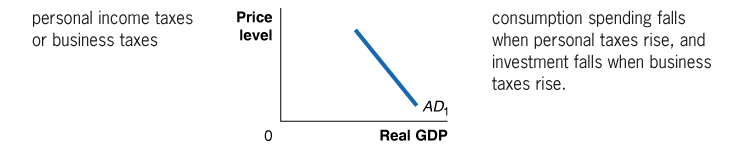 personal income taxes
or business taxes
Price
level
AD1
0
Real GDP
consumption spending falls
when personal taxes rise, and
investment falls when business
taxes rise.